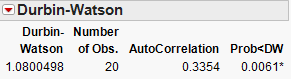 Durbin-Watson
Durbin- Number
Watson of Obs. AutoCorrelation Prob<DW
1.0800498 20 0.3354 0.0061*